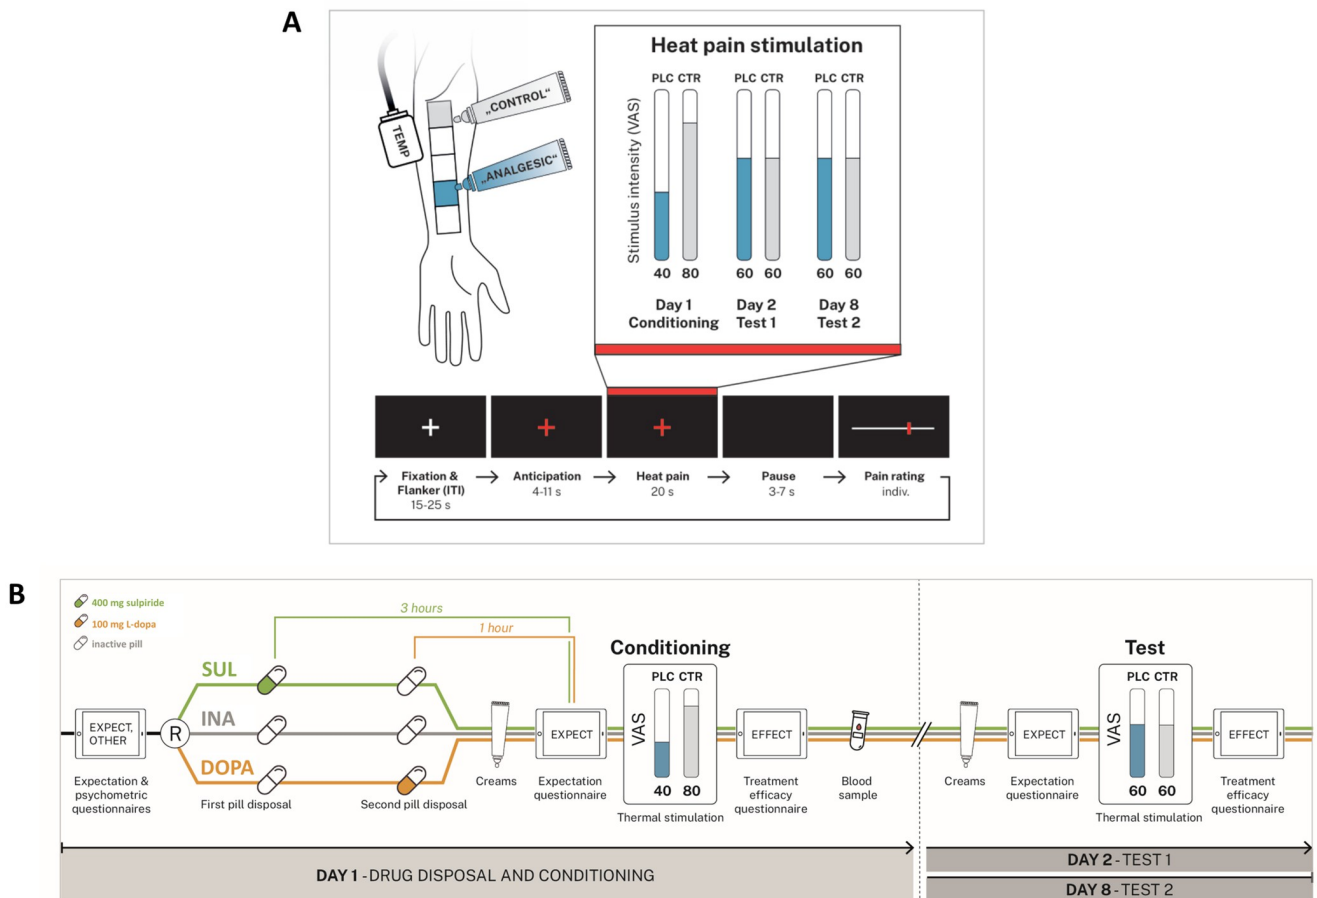 A
Heat pain stimulation
PLC CTR
PLC CTR
PLC CTR
Stimulus intensity (VAS)
40 80
60 60
60 60
Day 1
Conditioning
Day 2
Test 1
Day 8
Test 2
TEMP
„CONTROL“
„ANALGESIC“
Fixation &
Flanker (ITI)
15-25 s
Anticipation
4-11 s
Heat pain
20 s
Pause
3-7 s
Pain rating
indiv.
B
400 mg sulpiride
100 mg L-dopa
inactive pill
3 hours
1 hour
SUL
INA
DOPA
R
EXPECT,
OTHER
Expectation &
psychometric
questionnaires
First pill disposal
Second pill disposal
Creams
EXPECT
Expectation
questionnaire
Conditioning
PLC CTR
VAS
40 80
Thermal stimulation
EFFECT
Treatment
efficacy
questionnaire
Blood
sample
Creams
EXPECT
Expectation
questionnaire
Test
PLC CTR
VAS
60 60
Thermal stimulation
EFFECT
Treatment
efficacy
questionnaire
DAY 1 - DRUG DISPOSAL AND CONDITIONING
DAY 2 - TEST 1
DAY 8 - TEST 2